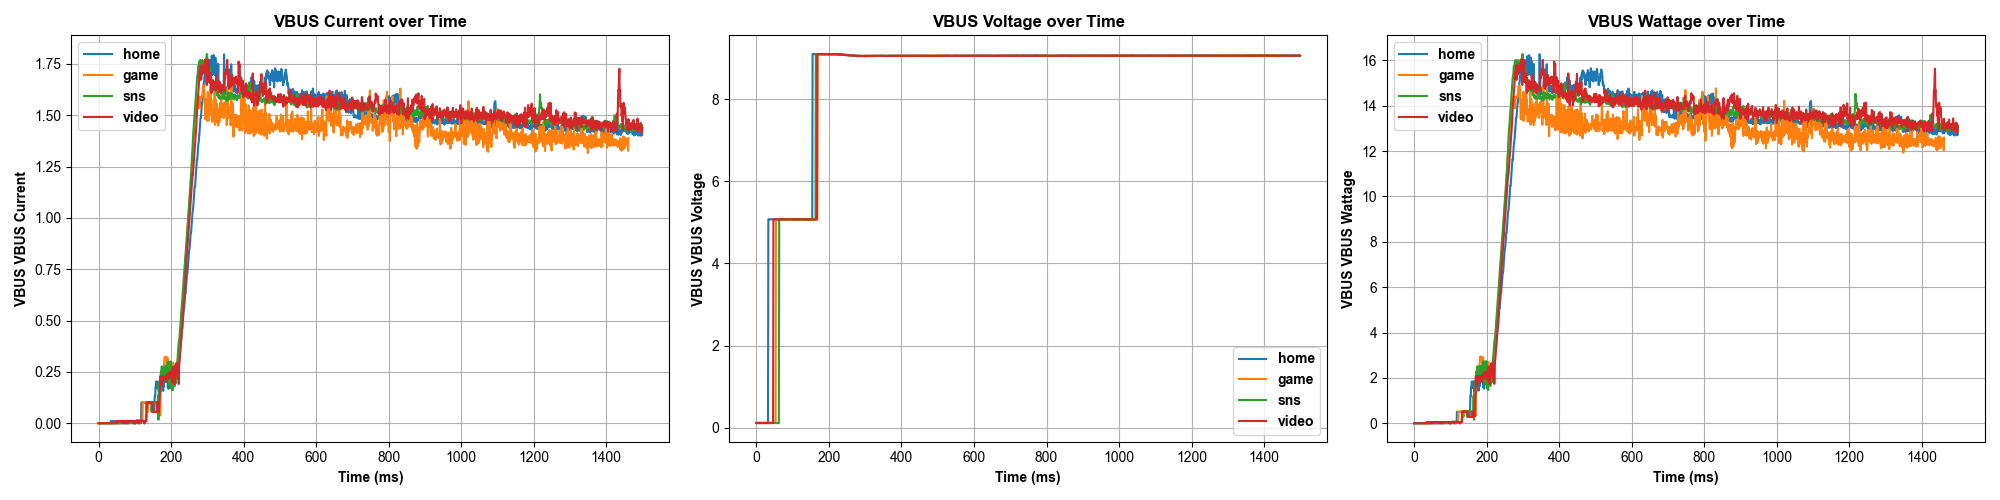 VBUS Current over Time
VBUS VBUS Current
1.75
1.50
1.25
1.00
0.75
0.50
0.25
0.00
home
game
sns
video
0 200 400 600 800 1000 1200 1400
Time (ms)
VBUS Voltage over Time
VBUS VBUS Voltage
8
6
4
2
0
home
game
sns
video
0 200 400 600 800 1000 1200 1400
Time (ms)
VBUS Wattage over Time
VBUS VBUS Wattage
16
14
12
10
8
6
4
2
0
home
game
sns
video
0 200 400 600 800 1000 1200 1400
Time (ms)